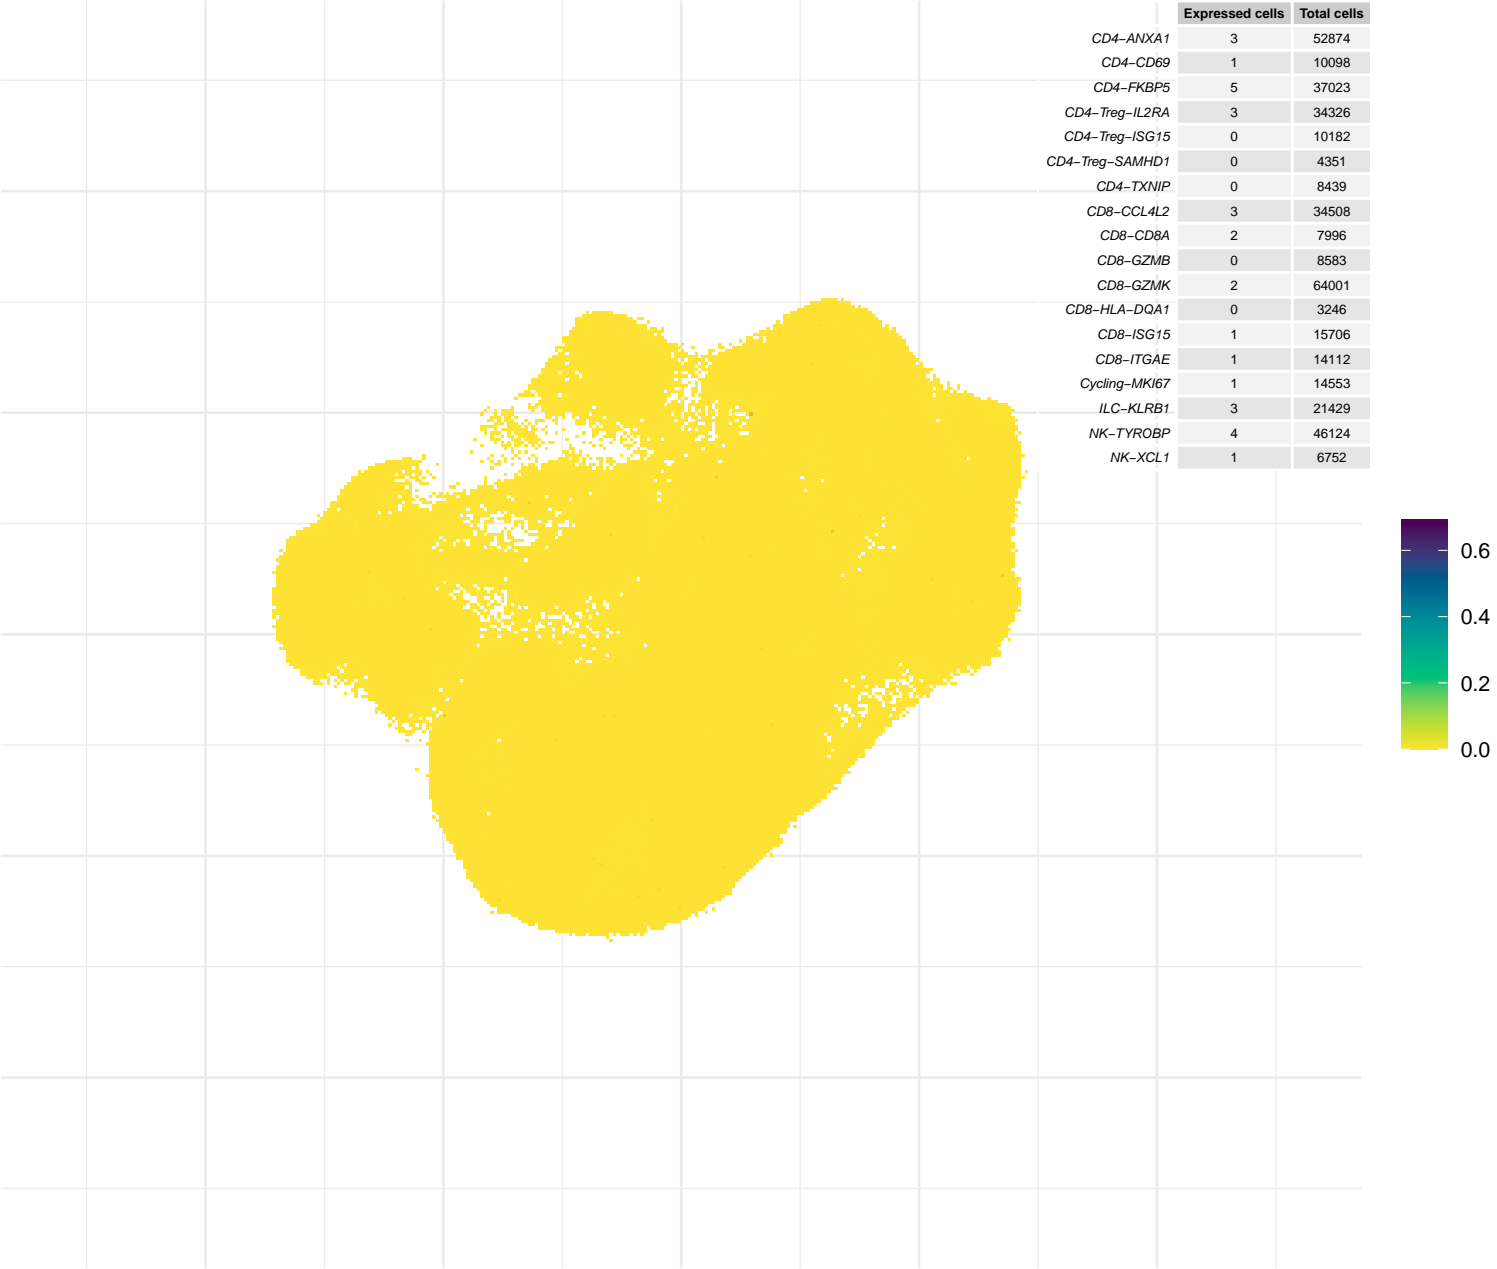 Expressed cells Total cells
CD4−ANXA1 3 52874
CD4−CD69 1 10098
CD4−FKBP5 5 37023
CD4−Treg−IL2RA 3 34326
CD4−Treg−ISG15 0 10182
CD4−Treg−SAMHD1 0 4351
CD4−TXNIP 0 8439
CD8−CCL4L2 3 34508
CD8−CD8A 2 7996
CD8−GZMB 0 8583
CD8−GZMK 2 64001
CD8−HLA−DQA1 0 3246
CD8−ISG15 1 15706
CD8−ITGAE 1 14112
Cycling−MKI67 1 14553
ILC−KLRB1 3 21429
NK−TYROBP 4 46124
NK−XCL1 1 6752
0.6
0.4
0.2
0.0